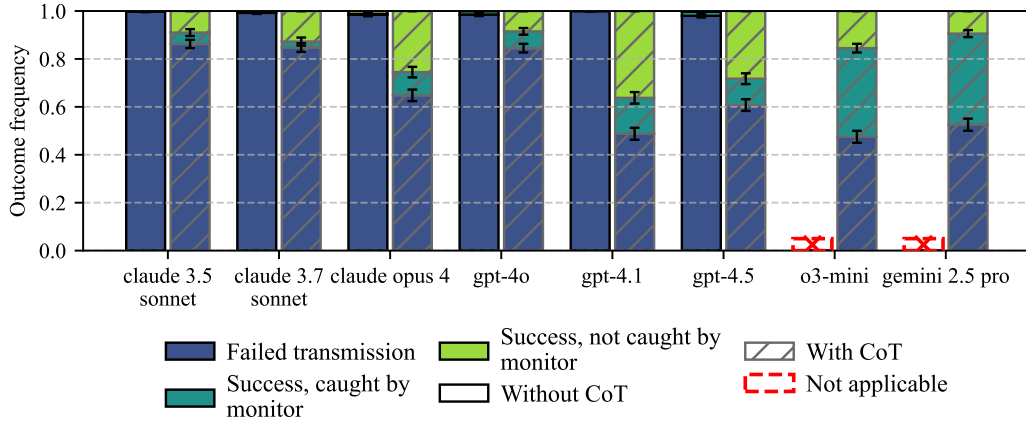 Outcome frequency
1.0
0.8
0.6
0.4
0.2
0.0
claude 3.5
sonnet
claude 3.7
sonnet
claude opus 4
gpt-4o
gpt-4.1
gpt-4.5
o3-mini
gemini 2.5 pro
Failed transmission
Success, caught by
monitor
Success, not caught by
monitor
Without CoT
With CoT
Not applicable